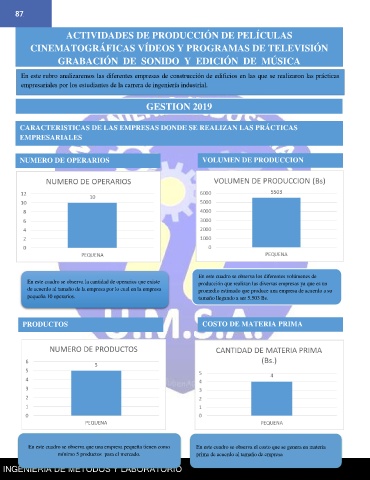 87
ACTIVIDADES DE PRODUCCIÓN DE PELÍCULAS
CINEMATOGRÁFICAS VÍDEOS Y PROGRAMAS DE TELEVISIÓN
GRABACIÓN DE SONIDO Y EDICIÓN DE MÚSICA
En este rubro analizaremos las diferentes empresas de construcción de edificios en las que se realizaron las prácticas
empresariales por los estudiantes de la carrera de ingeniería industrial.
GESTION 2019
CARACTERISTICAS DE LAS EMPRESAS DONDE SE REALIZAN LAS PRÁCTICAS
EMPRESARIALES
NUMERO DE OPERARIOS
VOLUMEN DE PRODUCCION
NUMERO DE OPERARIOS
12
10
8
6
4
2
0
10
PEQUEÑA
VOLUMEN DE PRODUCCION (Bs)
6000
5000
4000
3000
2000
1000
0
5503
PEQUEÑA
En este cuadro se observa la cantidad de operarios que existe
de acuerdo al tamaño de la empresa por lo cual en la empresa
pequeña 10 operarios.
En este cuadro se observa los diferentes volúmenes de
producción que realizan las diversas empresas ya que es un
promedio estimado que produce una empresa de acuerdo a su
tamaño llegando a ser 5.503 Bs.
PRODUCTOS
COSTO DE MATERIA PRIMA
NUMERO DE PRODUCTOS
6
5
4
3
2
1
0
5
PEQUEÑA
CANTIDAD DE MATERIA PRIMA
(Bs.)
5
4
3
2
1
0
4
PEQUEÑA
U.M.S.A.
En este cuadro se observa que una empresa pequeña tienen como
mínimo 5 productos para el mercado.
En este cuadro se observa el costo que se genera en materia
prima de acuerdo al tamaño de empresa
INGENIERIA DE METODOS Y LABORATORIO